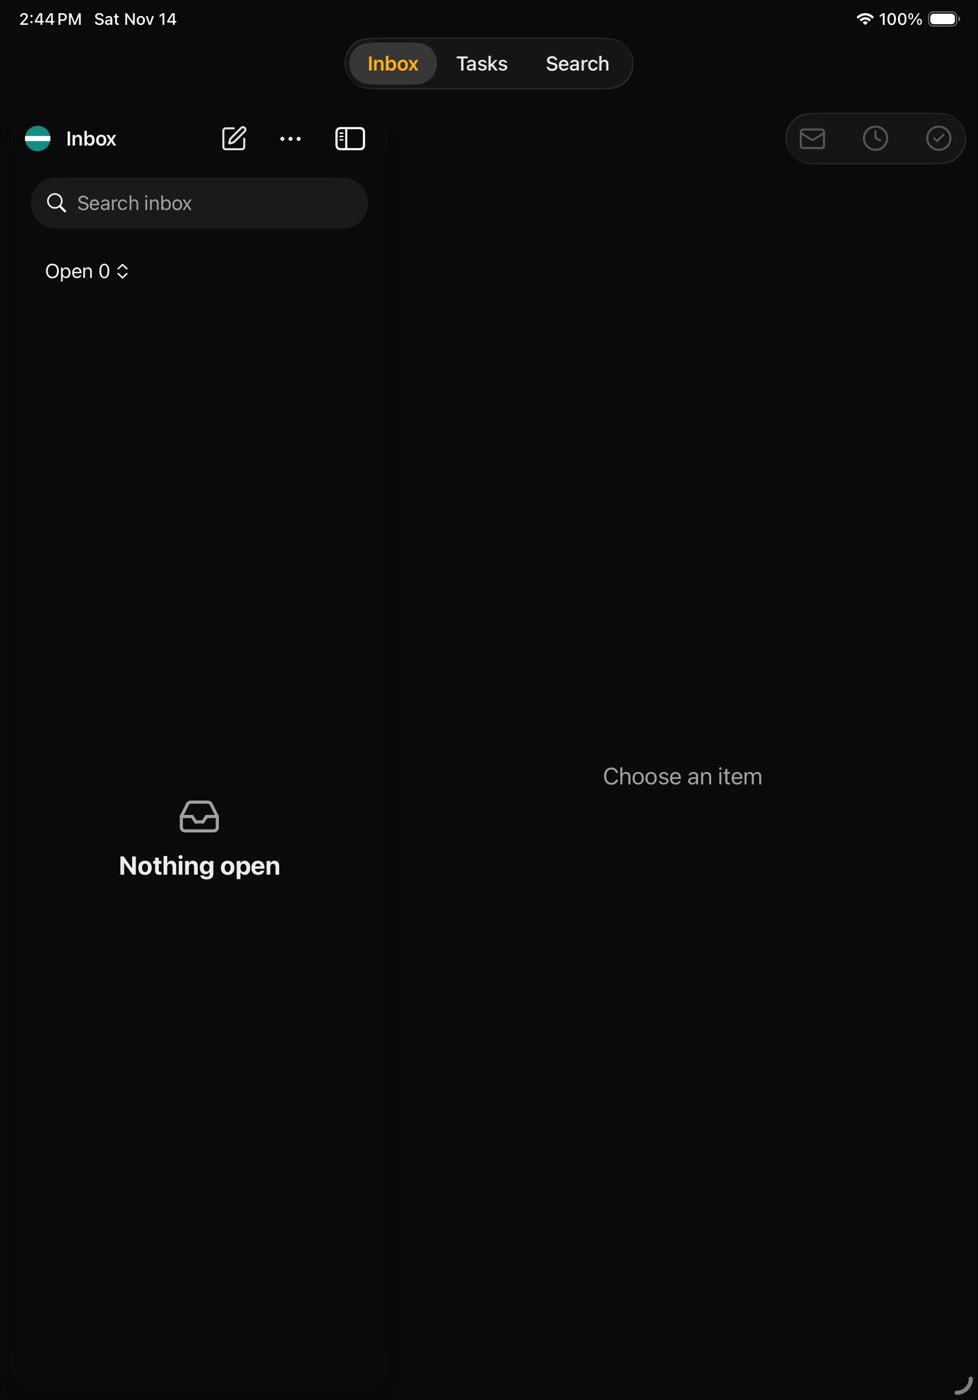 2:44 PM Sat Nov 14 100%
Inbox Tasks Search
Inbox
Search inbox
Open 0
Choose an item
Nothing open